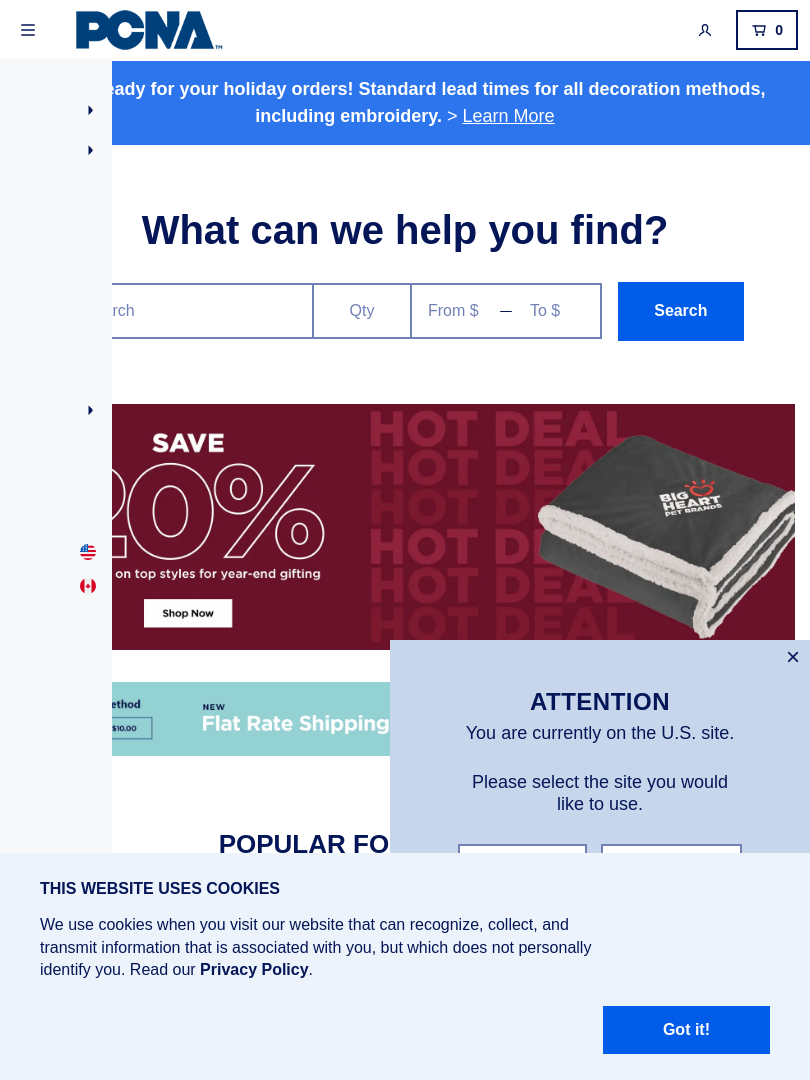 PCNA™
0
eady for your holiday orders! Standard lead times for all decoration methods,
including embroidery. > Learn More
What can we help you find?
rch
Qty
From $ — To $
Search
SAVE
20%
on top styles for year-end gifting
Shop Now
HOT DEAL
HOT DEAL
HOT DEAL
HOT DEAL
HOT DEAL
HOT DEAL
BIG
HEART
PET BRANDS
ethod
$10.00
NEW
Flat Rate Shipping
×
ATTENTION
You are currently on the U.S. site.
Please select the site you would
like to use.
POPULAR FO
THIS WEBSITE USES COOKIES
We use cookies when you visit our website that can recognize, collect, and
transmit information that is associated with you, but which does not personally
identify you. Read our Privacy Policy.
Got it!